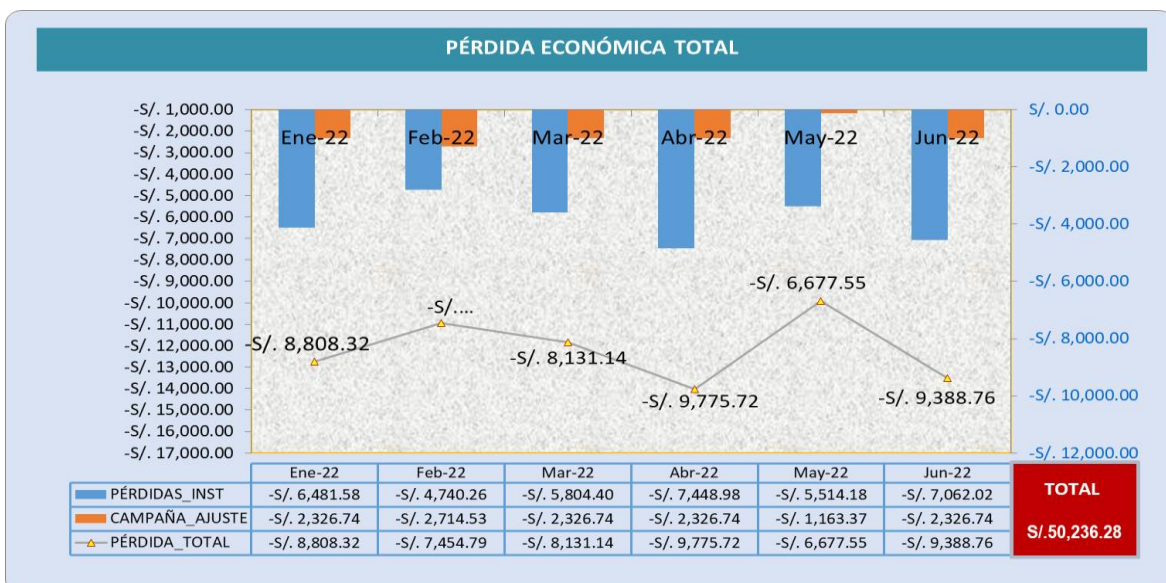 PÉRDIDA ECONÓMICA TOTAL
-S/. 1,000.00
-S/. 2,000.00
-S/. 3,000.00
-S/. 4,000.00
-S/. 5,000.00
-S/. 6,000.00
-S/. 7,000.00
-S/. 8,000.00
-S/. 9,000.00
-S/. 10,000.00
-S/. 11,000.00
-S/. 12,000.00
-S/. 13,000.00
-S/. 14,000.00
-S/. 15,000.00
-S/. 16,000.00
-S/. 17,000.00
Ene-22 Feb-22 Mar-22 Abr-22 May-22 Jun-22
-S/. 8,808.32
-S/....
-S/. 8,131.14
-S/. 9,775.72
-S/. 6,677.55
-S/. 9,388.76
S/. 0.00
-S/. 2,000.00
-S/. 4,000.00
-S/. 6,000.00
-S/. 8,000.00
-S/. 10,000.00
-S/. 12,000.00
Ene-22 Feb-22 Mar-22 Abr-22 May-22 Jun-22
PÉRDIDAS_INST -S/. 6,481.58 -S/. 4,740.26 -S/. 5,804.40 -S/. 7,448.98 -S/. 5,514.18 -S/. 7,062.02
CAMPAÑA_AJUSTE -S/. 2,326.74 -S/. 2,714.53 -S/. 2,326.74 -S/. 2,326.74 -S/. 1,163.37 -S/. 2,326.74
PÉRDIDA_TOTAL -S/. 8,808.32 -S/. 7,454.79 -S/. 8,131.14 -S/. 9,775.72 -S/. 6,677.55 -S/. 9,388.76
TOTAL
S/.50,236.28